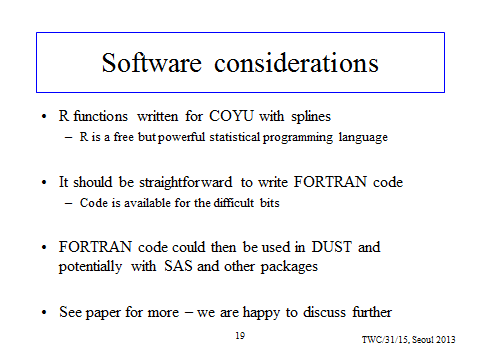 Software considerations
• R functions written for COYU with splines
– R is a free but powerful statistical programming language
• It should be straightforward to write FORTRAN code
– Code is available for the difficult bits
• FORTRAN code could then be used in DUST and
potentially with SAS and other packages
• See paper for more – we are happy to discuss further
19
TWC/31/15, Seoul 2013